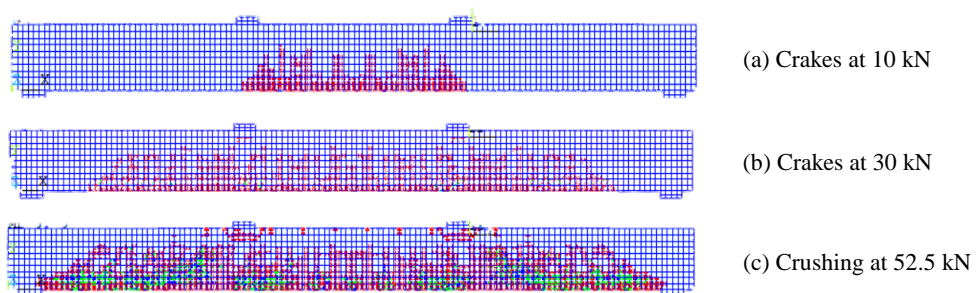 (a) Crakes at 10 kN
X
(b) Crakes at 30 kN
X
(c) Crushing at 52.5 kN